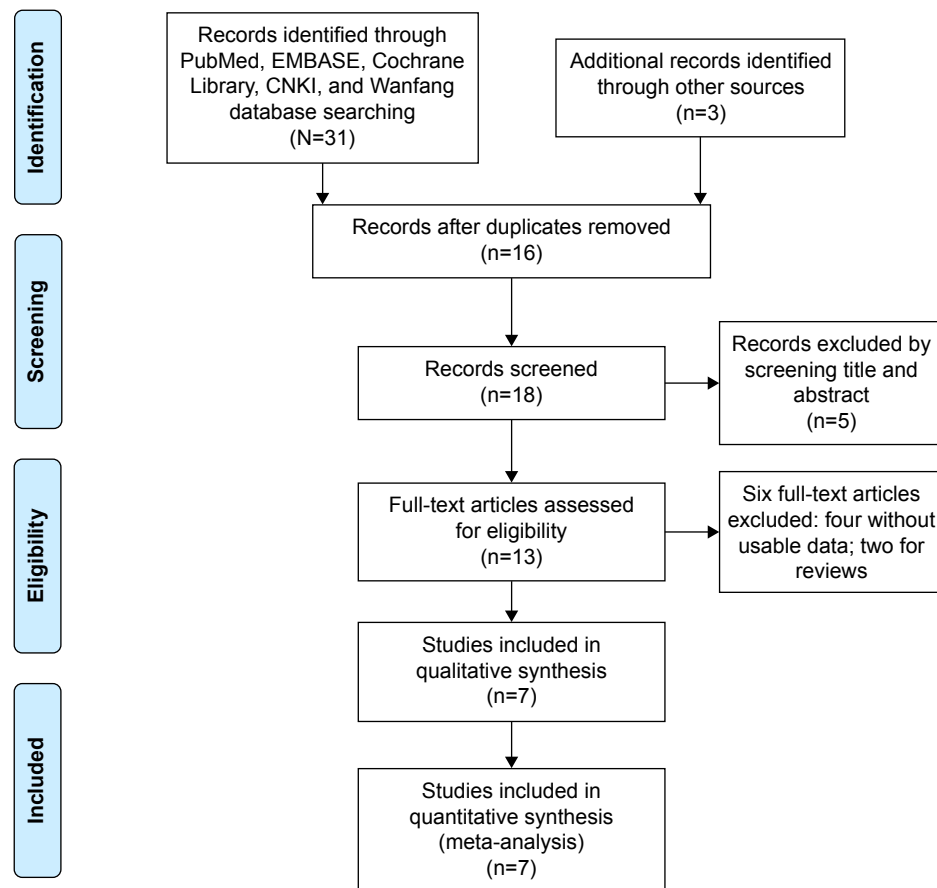 Identification
Records identified through
PubMed, EMBASE, Cochrane
Library, CNKI, and Wanfang
database searching
(N=31)
Additional records identified
through other sources
(n=3)
Records after duplicates removed
(n=16)
Screening
Records screened
(n=18)
Records excluded by
screening title and
abstract
(n=5)
Eligibility
Full-text articles assessed
for eligibility
(n=13)
Six full-text articles
excluded: four without
usable data; two for
reviews
Studies included in
qualitative synthesis
(n=7)
Included
Studies included in
quantitative synthesis
(meta-analysis)
(n=7)